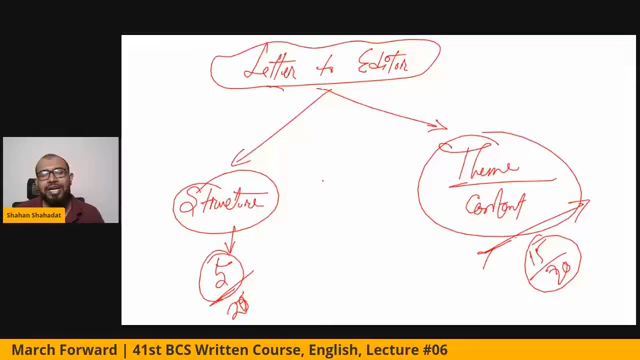 Letter to Editor
Structure
5/20
Theme
content
15/20
Shahan Shahadat
March Forward | 41st BCS Written Course, English, Lecture #06